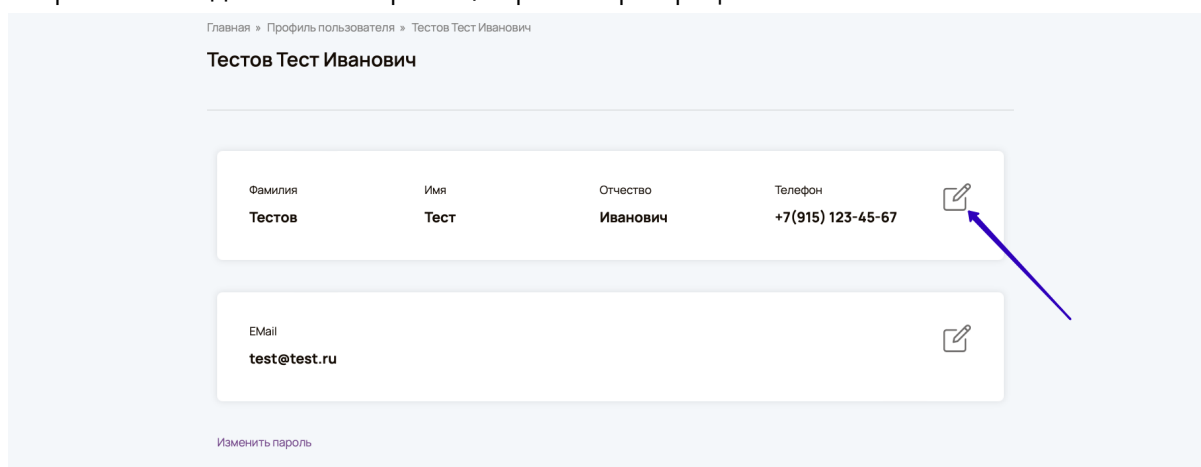 Главная » Профиль пользователя » Тестов Тест Иванович
Тестов Тест Иванович
Фамилия Имя Отчество Телефон
Тестов Тест Иванович +7(915) 123-45-67
EMail
test@test.ru
Изменить пароль